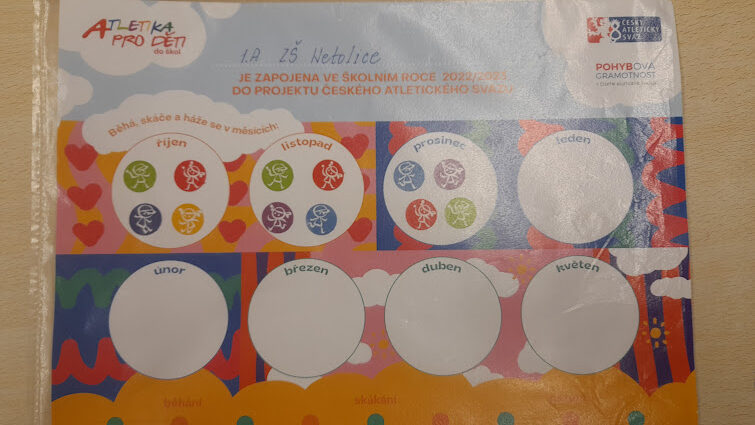 ATLETIKA
PRO DĚTI
do škol
ČESKÝ
ATLETICKÝ
SVAZ
1.A ZŠ Netolice
JE ZAPOJENA VE ŠKOLNÍM ROCE 2022/2023
DO PROJEKTU ČESKÉHO ATLETICKÉHO SVAZU
POHYBOVÁ
GRAMOTNOST
Běhá, skáče a háže se v měsících:
říjen
listopad
prosinec
leden
únor
březen
duben
květen
běhání
skákání